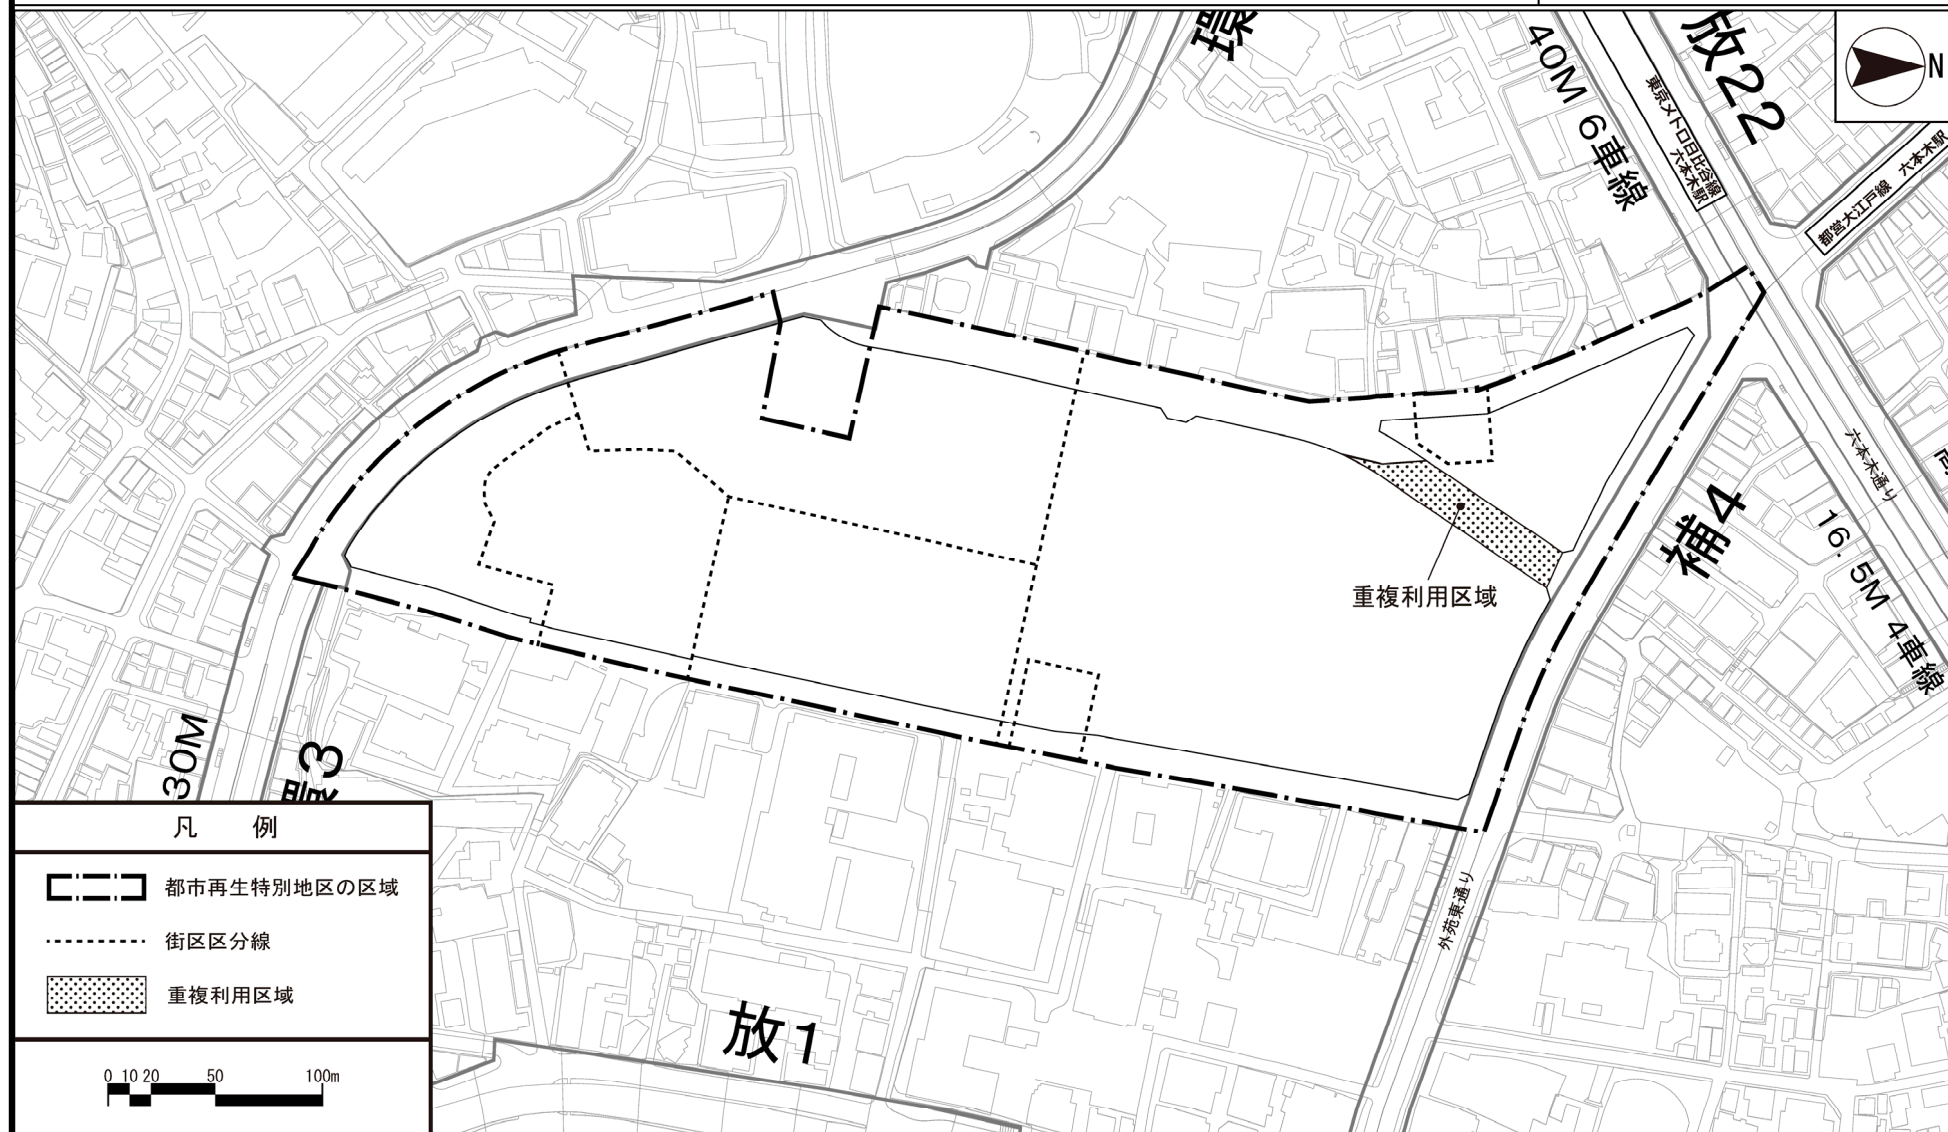 環
40M 6車線
東京メトロ日比谷線
六本木駅
放22
N
都営大江戸線 六本木駅
六本木通り
補4
16.5M 4車線
重複利用区域
30M
環3
外苑東通り
放1
凡 例
都市再生特別地区の区域
街区区分線
重複利用区域
0 10 20 50 100m